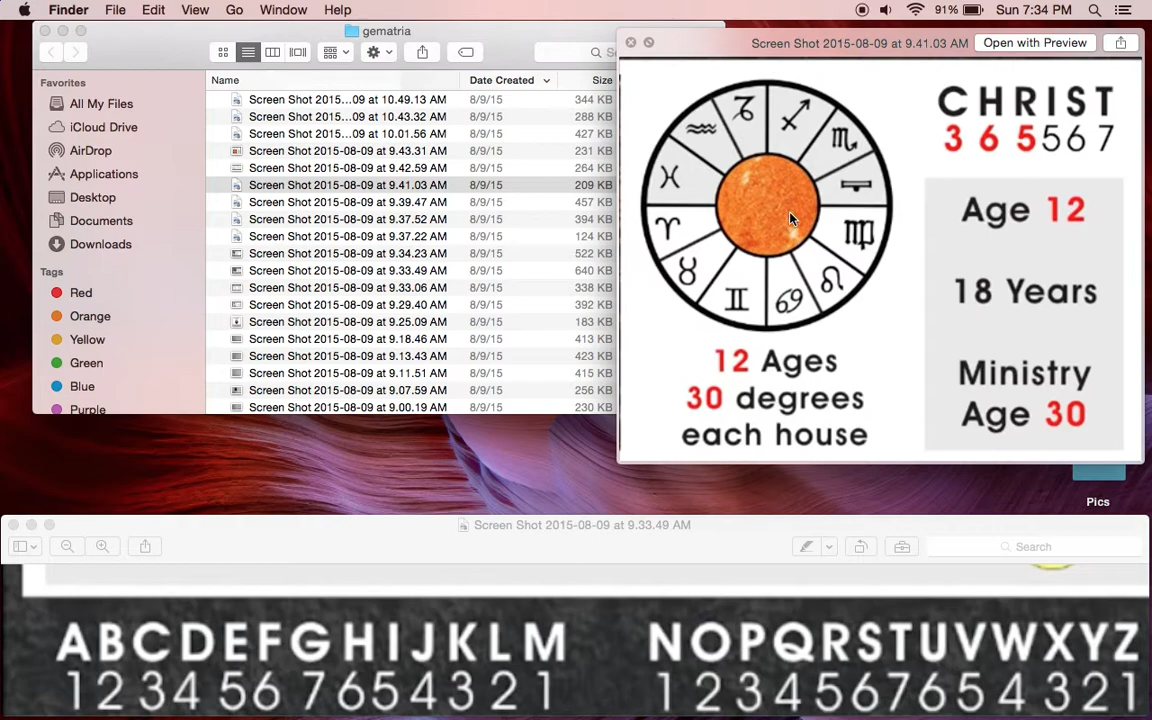 Finder File Edit View Go Window Help 91% Sun 7:34 PM
gematria
Favorites
All My Files
iCloud Drive
AirDrop
Applications
Desktop
Documents
Downloads
Tags
Red
Orange
Yellow
Green
Blue
Purple
Name Date Created Size
Screen Shot 2015...09 at 10.49.13 AM 8/9/15 344 KB
Screen Shot 2015...09 at 10.43.32 AM 8/9/15 288 KB
Screen Shot 2015...09 at 10.01.56 AM 8/9/15 427 KB
Screen Shot 2015-08-09 at 9.43.31 AM 8/9/15 231 KB
Screen Shot 2015-08-09 at 9.42.59 AM 8/9/15 264 KB
Screen Shot 2015-08-09 at 9.41.03 AM 8/9/15 209 KB
Screen Shot 2015-08-09 at 9.39.47 AM 8/9/15 457 KB
Screen Shot 2015-08-09 at 9.37.52 AM 8/9/15 394 KB
Screen Shot 2015-08-09 at 9.37.22 AM 8/9/15 124 KB
Screen Shot 2015-08-09 at 9.34.23 AM 8/9/15 522 KB
Screen Shot 2015-08-09 at 9.33.49 AM 8/9/15 640 KB
Screen Shot 2015-08-09 at 9.33.06 AM 8/9/15 338 KB
Screen Shot 2015-08-09 at 9.29.40 AM 8/9/15 392 KB
Screen Shot 2015-08-09 at 9.25.09 AM 8/9/15 183 KB
Screen Shot 2015-08-09 at 9.18.46 AM 8/9/15 413 KB
Screen Shot 2015-08-09 at 9.13.43 AM 8/9/15 423 KB
Screen Shot 2015-08-09 at 9.11.51 AM 8/9/15 415 KB
Screen Shot 2015-08-09 at 9.07.59 AM 8/9/15 256 KB
Screen Shot 2015-08-09 at 9.00.19 AM 8/9/15 230 KB
Screen Shot 2015-08-09 at 9.41.03 AM Open with Preview
CHRIST
3 6 5 5 6 7
Age 12
18 Years
Ministry
Age 30
12 Ages
30 degrees
each house
Pics
Screen Shot 2015-08-09 at 9.33.49 AM
Search
ABCDEFGHIJKLM NOPQRSTUVWXYZ
1234567654321 1234567654321